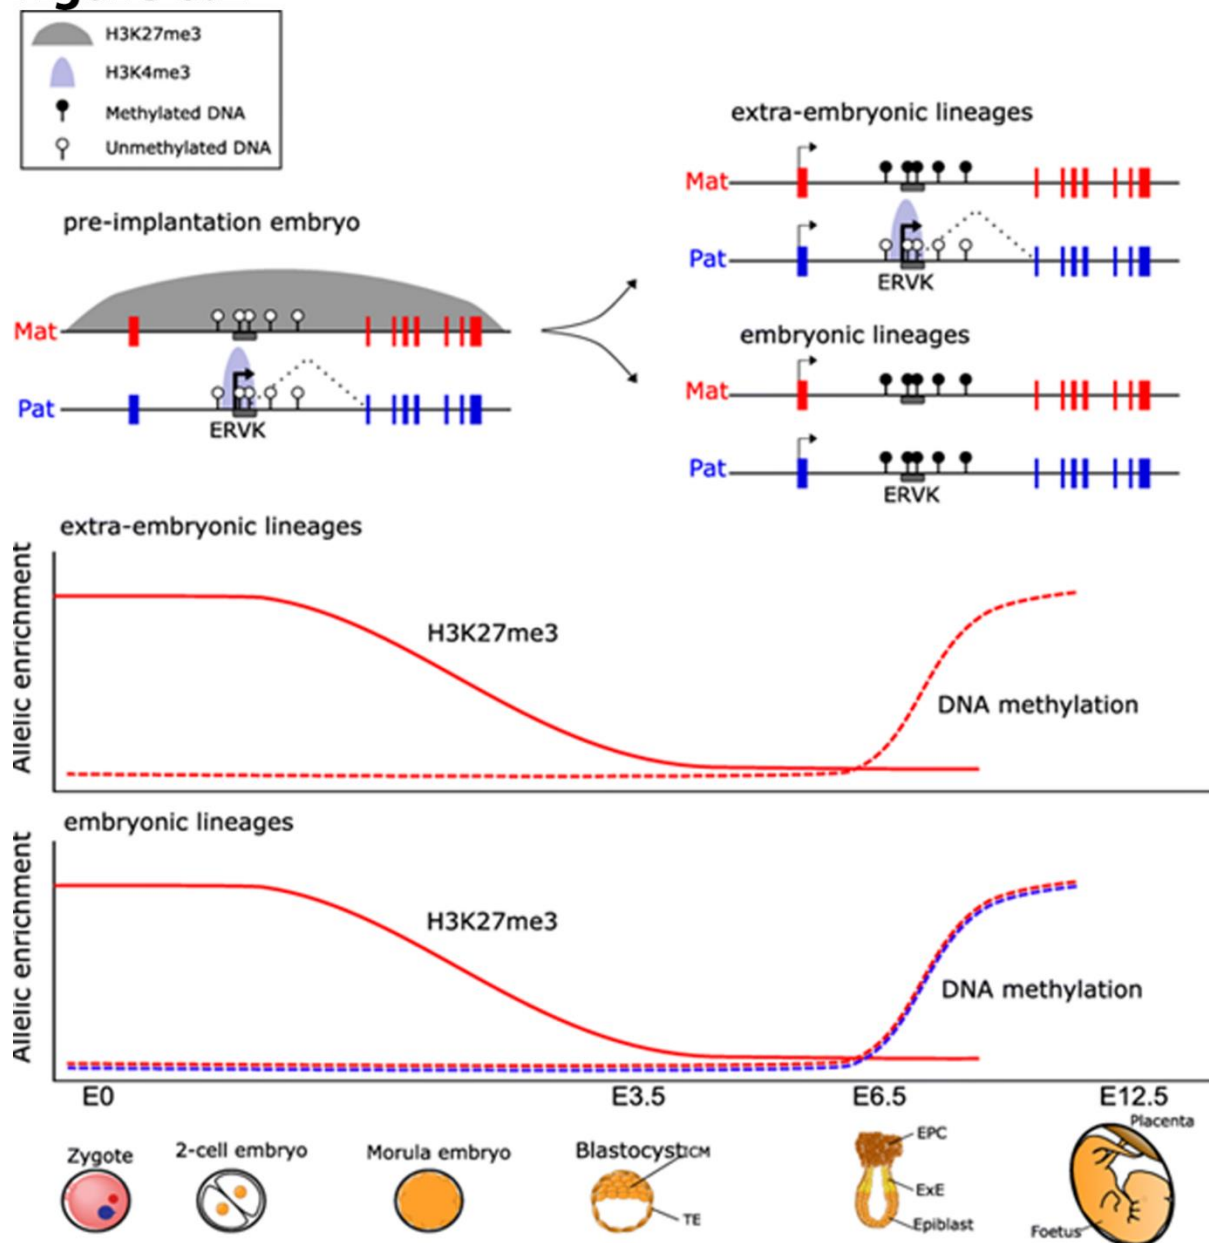 H3K27me3
H3K4me3
Methylated DNA
Unmethylated DNA
pre-implantation embryo
Mat
Pat
ERVK
extra-embryonic lineages
Mat
Pat
ERVK
embryonic lineages
Mat
Pat
ERVK
extra-embryonic lineages
Allelic enrichment
H3K27me3
DNA methylation
embryonic lineages
Allelic enrichment
H3K27me3
DNA methylation
E0 E3.5 E6.5 E12.5
Zygote
2-cell embryo
Morula embryo
Blastocyst
ICM
TE
EPC
ExE
Epiblast
Placenta
Foetus